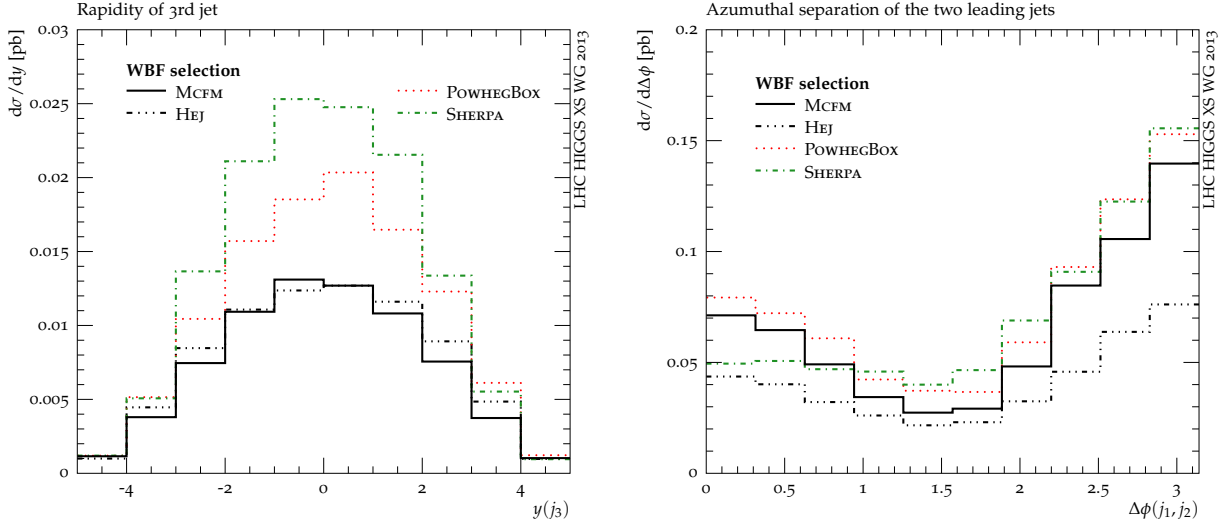 Rapidity of 3rd jet
dσ/dy [pb]
0.03
0.025
0.02
0.015
0.01
0.005
0
WBF selection
MCFM
HEJ
POWHEGBOX
SHERPA
LHC HIGGS XS WG 2013
-4 -2 0 2 4
y(j3)
Azumuthal separation of the two leading jets
dσ/dΔϕ [pb]
0.2
0.15
0.1
0.05
0
WBF selection
MCFM
HEJ
POWHEGBOX
SHERPA
LHC HIGGS XS WG 2013
0 0.5 1 1.5 2 2.5 3
Δϕ(j1, j2)